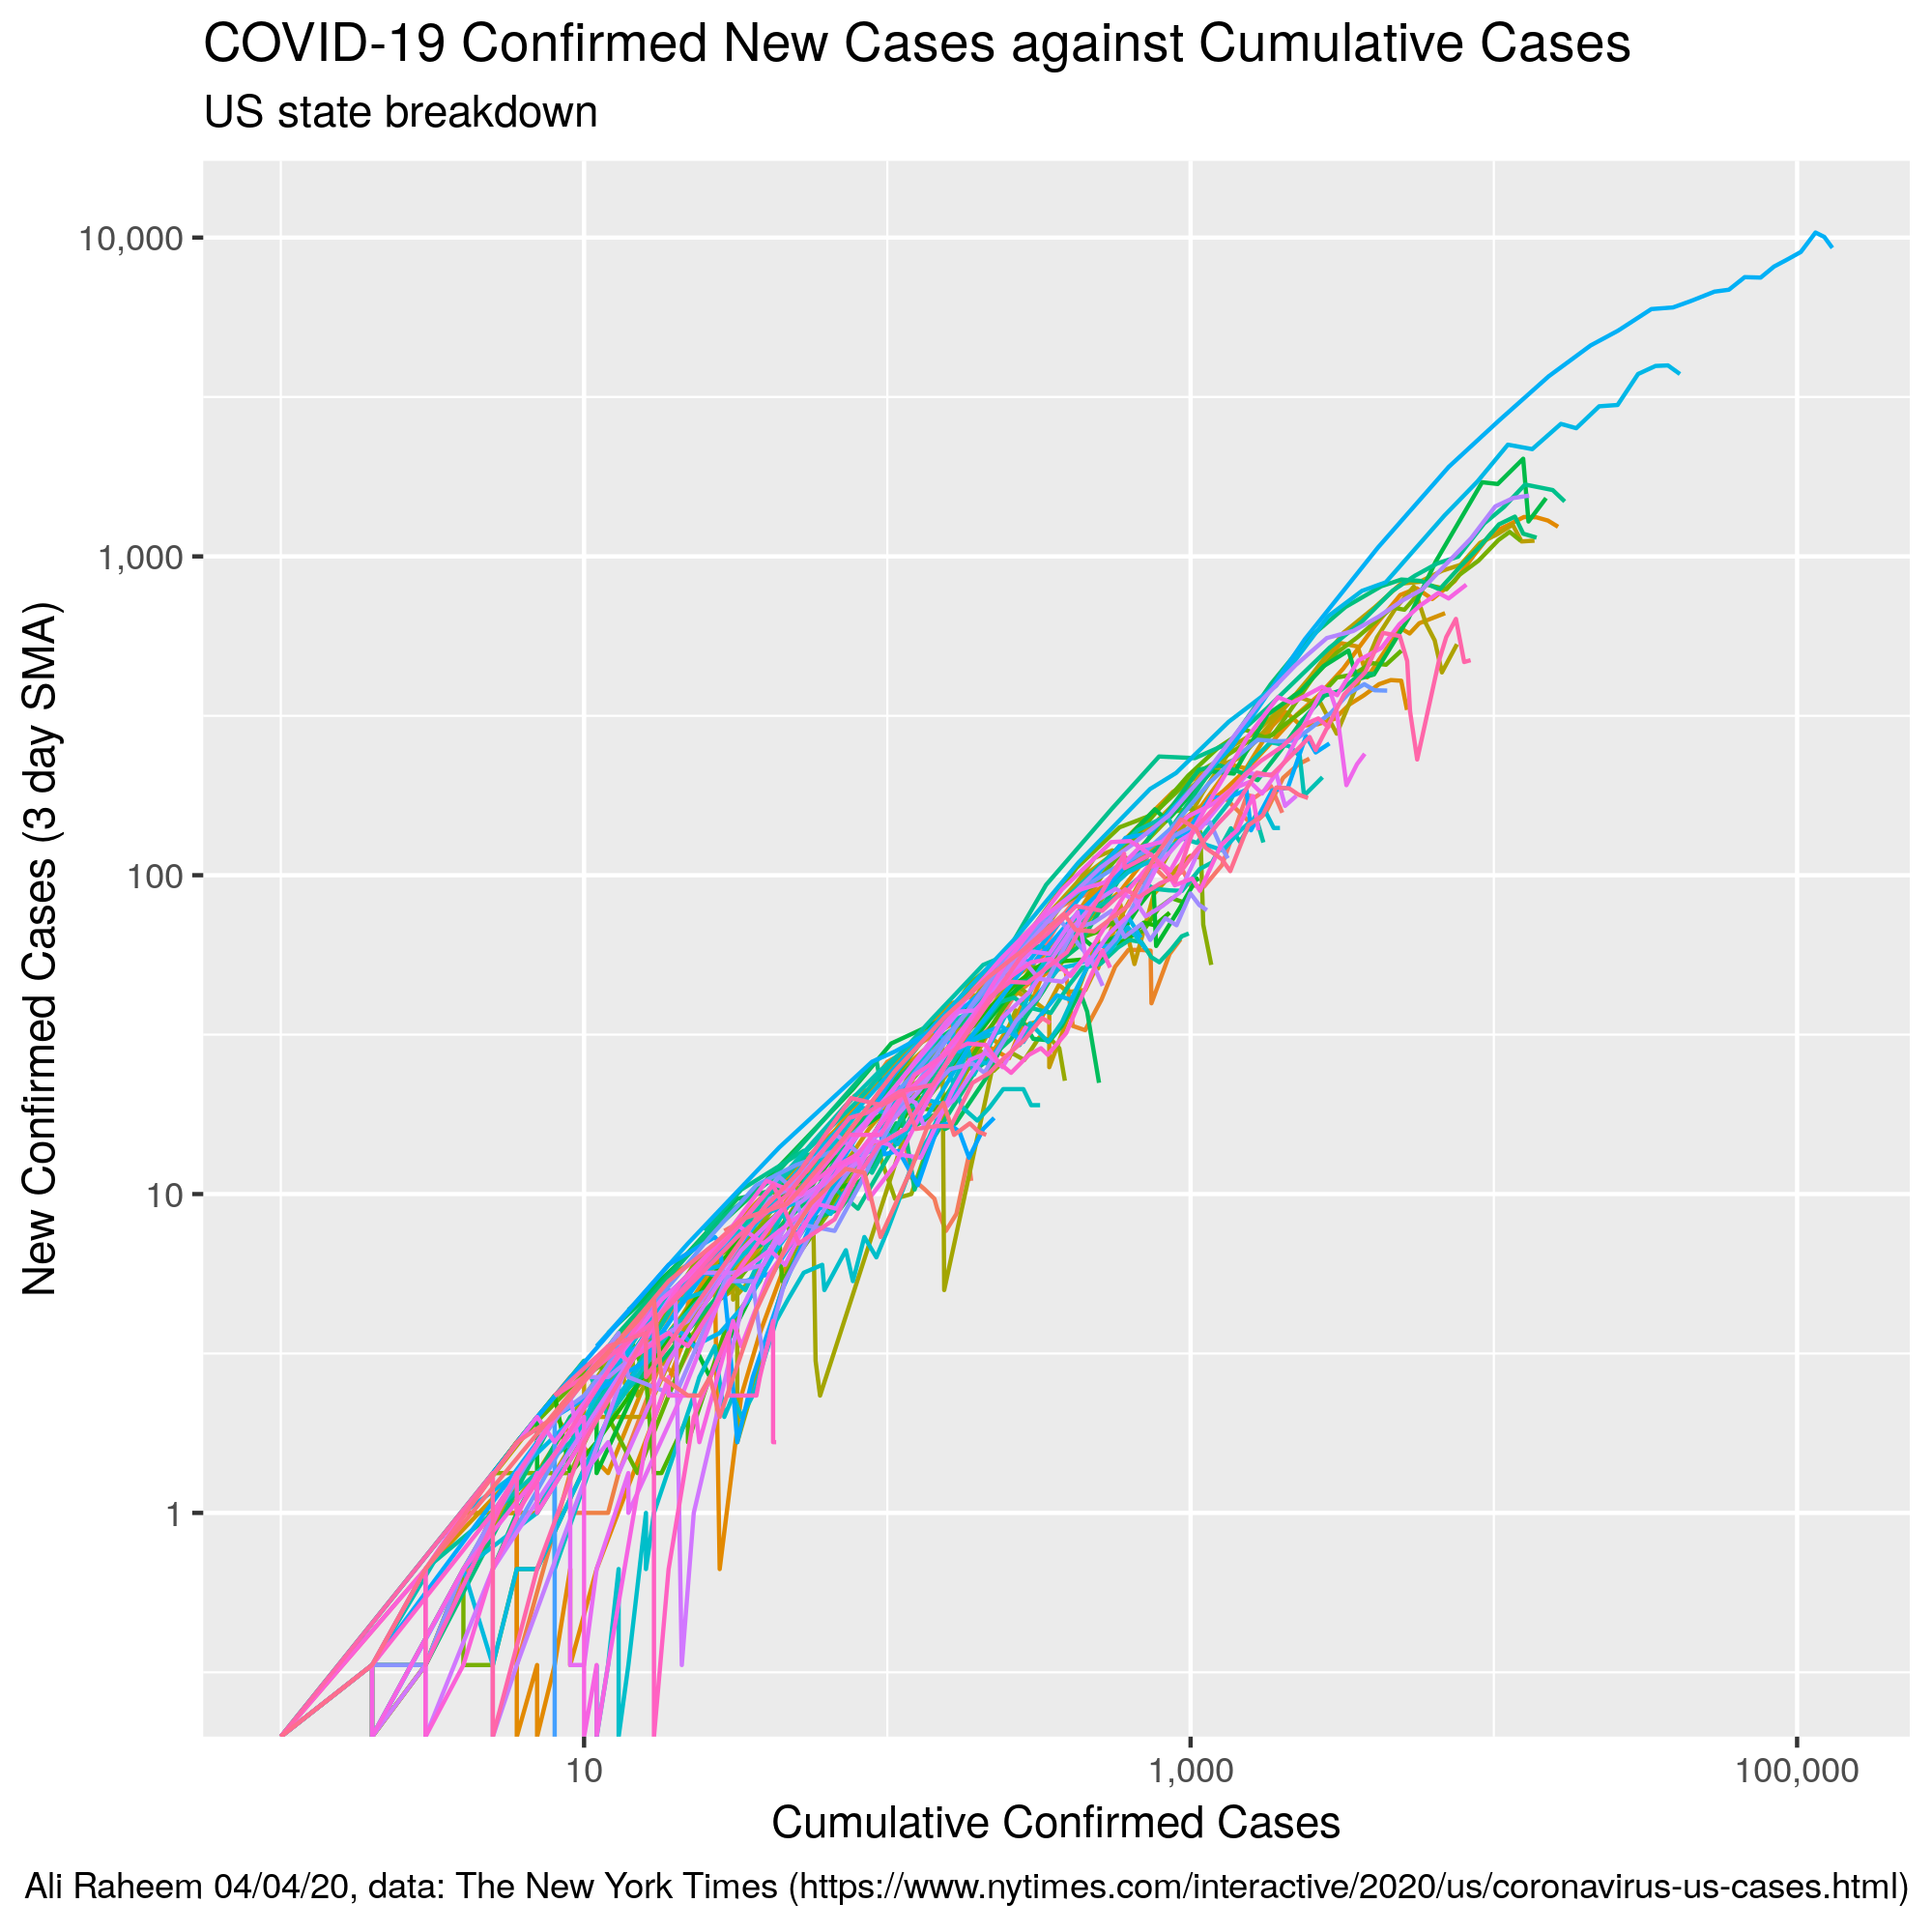 COVID-19 Confirmed New Cases against Cumulative Cases
US state breakdown
10,000
1,000
100
10
1
New Confirmed Cases (3 day SMA)
10
1,000
100,000
Cumulative Confirmed Cases
Ali Raheem 04/04/20, data: The New York Times (https://www.nytimes.com/interactive/2020/us/coronavirus-us-cases.html)